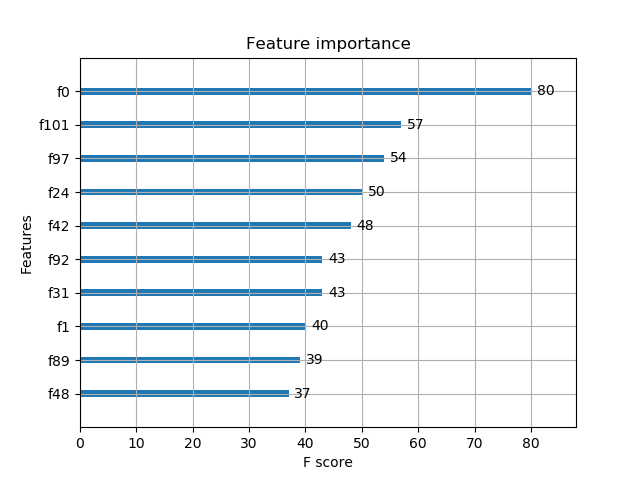 Feature importance
f0 80
f101 57
f97 54
f24 50
f42 48
f92 43
f31 43
f1 40
f89 39
f48 37
Features
0 10 20 30 40 50 60 70 80
F score